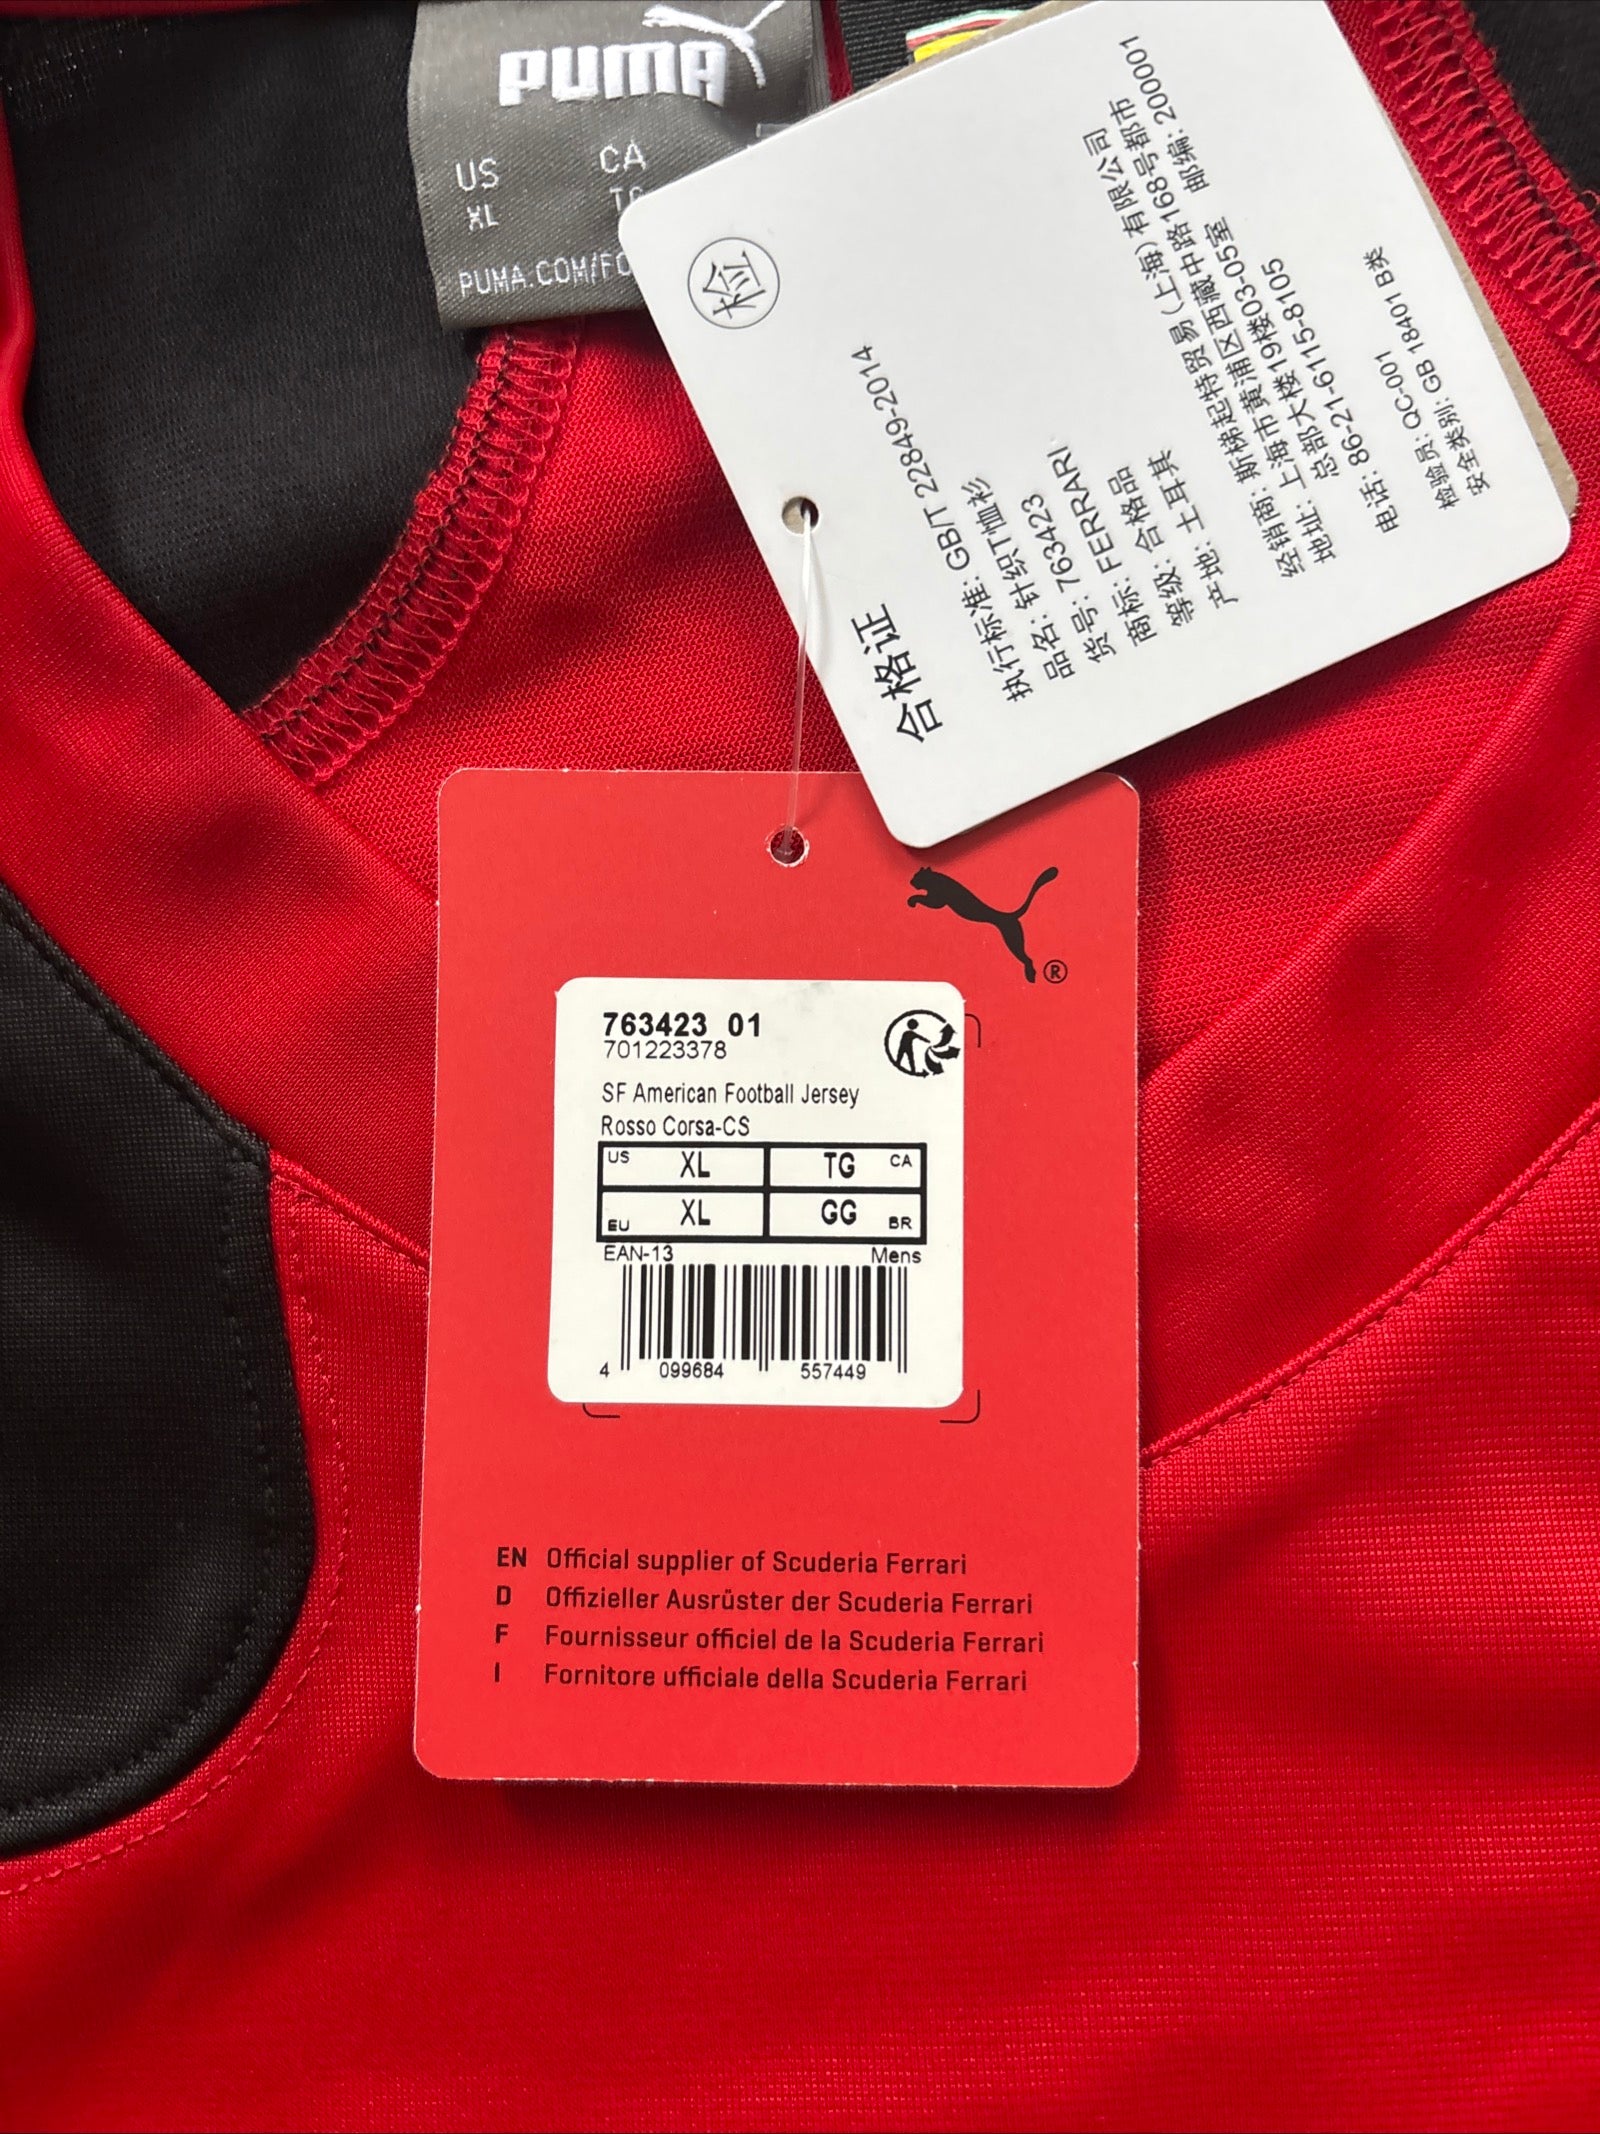 PUMA
US
CA
XL
PUMA.COM/FO
检
合格证
执行标准: GB/T 22849-2014
品名: 针织T恤衫
货号: 763423
商标: FERRARI
等级: 合格品
产地: 土耳其
经销商: 斯梯起特贸易(上海)有限公司
地址: 上海市黄浦区西藏中路168号都市
总部大楼19楼03-05室 邮编: 2000001
电话: 86-21-6115-8105
检验员: QC-001
安全类别: GB 18401 B类
®
763423 01
701223378
SF American Football Jersey
Rosso Corsa-CS
US XL TG CA
EU XL GG BR
EAN-13 Mens
4 099684 557449
EN Official supplier of Scuderia Ferrari
D Offizieller Ausrüster der Scuderia Ferrari
F Fournisseur officiel de la Scuderia Ferrari
I Fornitore ufficiale della Scuderia Ferrari